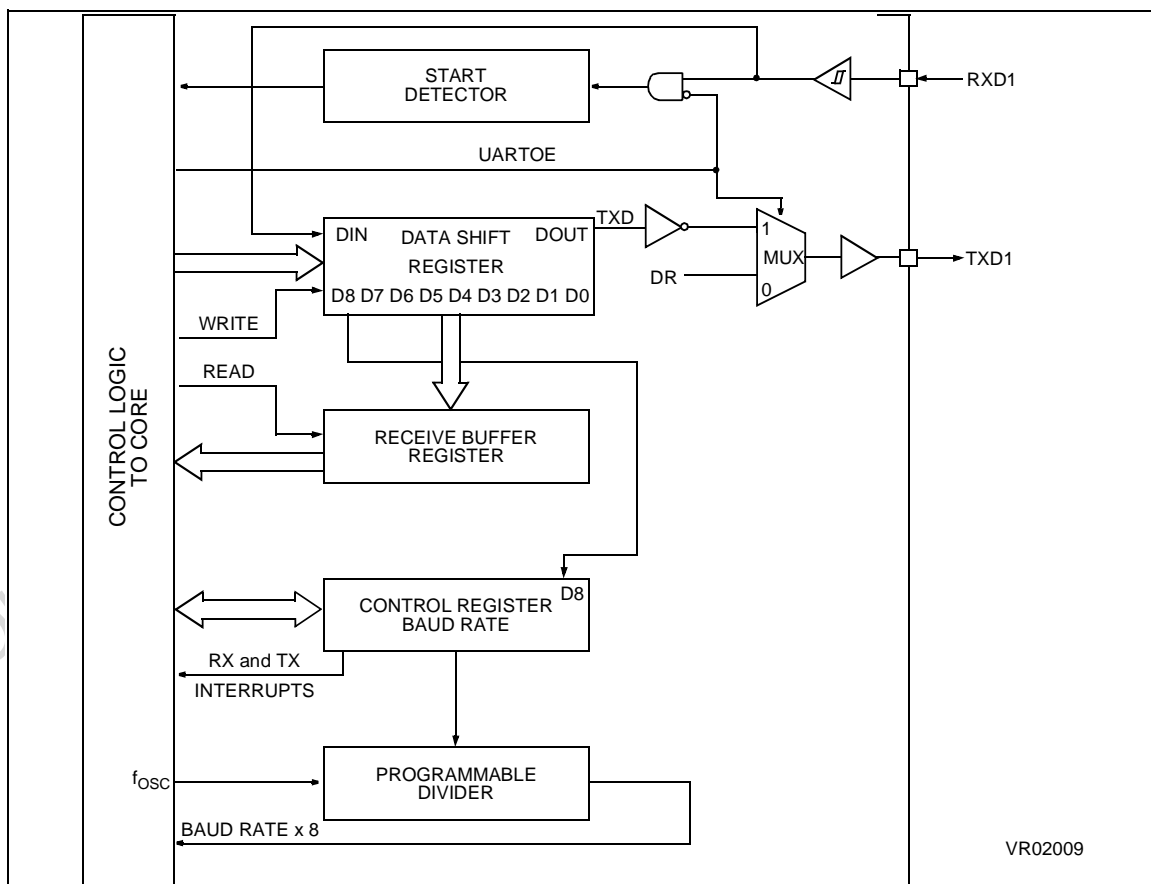 START
DETECTOR
RXD1
UARTOE
TXD
DIN DATA SHIFT DOUT
REGISTER
D8 D7 D6 D5 D4 D3 D2 D1 D0
1
MUX
0
DR
TXD1
WRITE
READ
CONTROL LOGIC
TO CORE
RECEIVE BUFFER
REGISTER
D8
CONTROL REGISTER
BAUD RATE
RX and TX
INTERRUPTS
fOSC
PROGRAMMABLE
DIVIDER
BAUD RATE x 8
VR02009